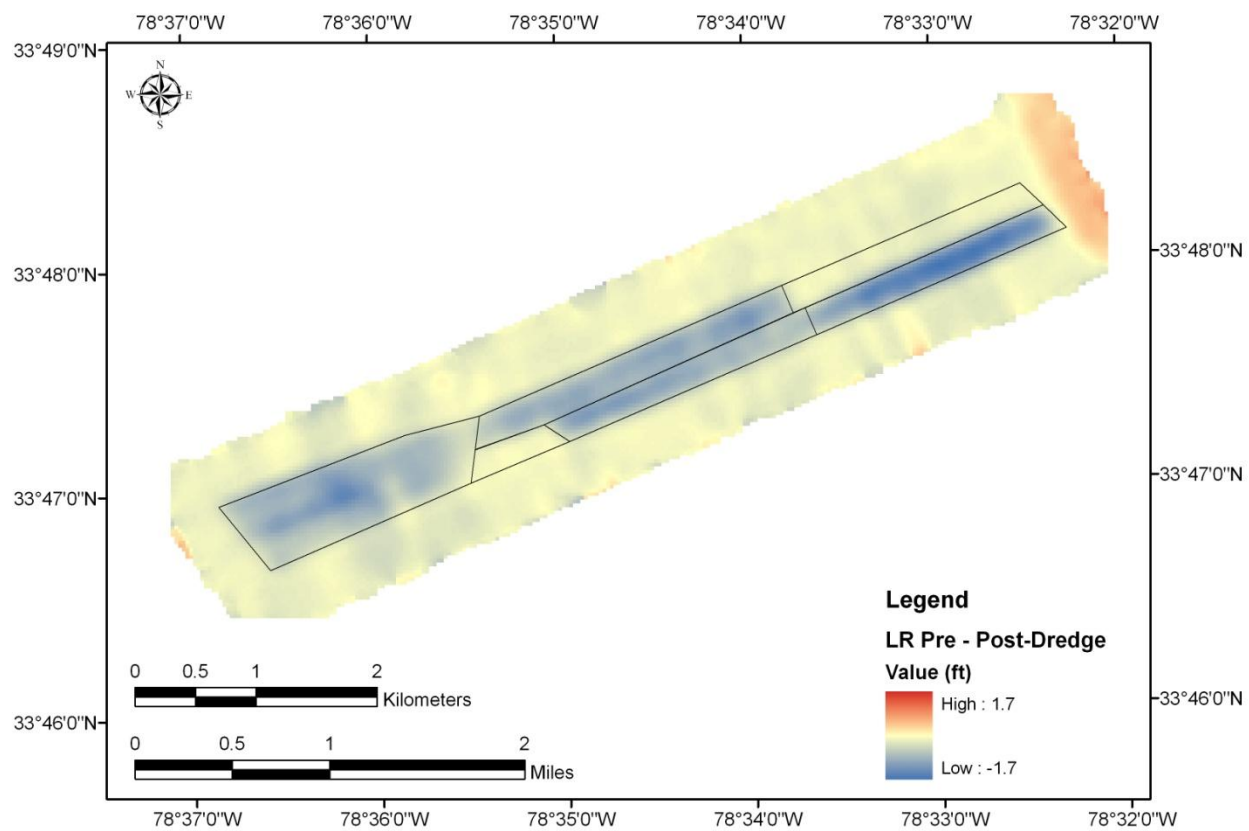 78°37'0"W 78°36'0"W 78°35'0"W 78°34'0"W 78°33'0"W 78°32'0"W
33°49'0"N
N
W E
S
33°48'0"N
33°48'0"N
33°47'0"N
33°47'0"N
Legend
LR Pre - Post-Dredge
Value (ft)
High : 1.7
Low : -1.7
0 0.5 1 2
Kilometers
33°46'0"N
33°46'0"N
0 0.5 1 2
Miles
78°37'0"W 78°36'0"W 78°35'0"W 78°34'0"W 78°33'0"W 78°32'0"W